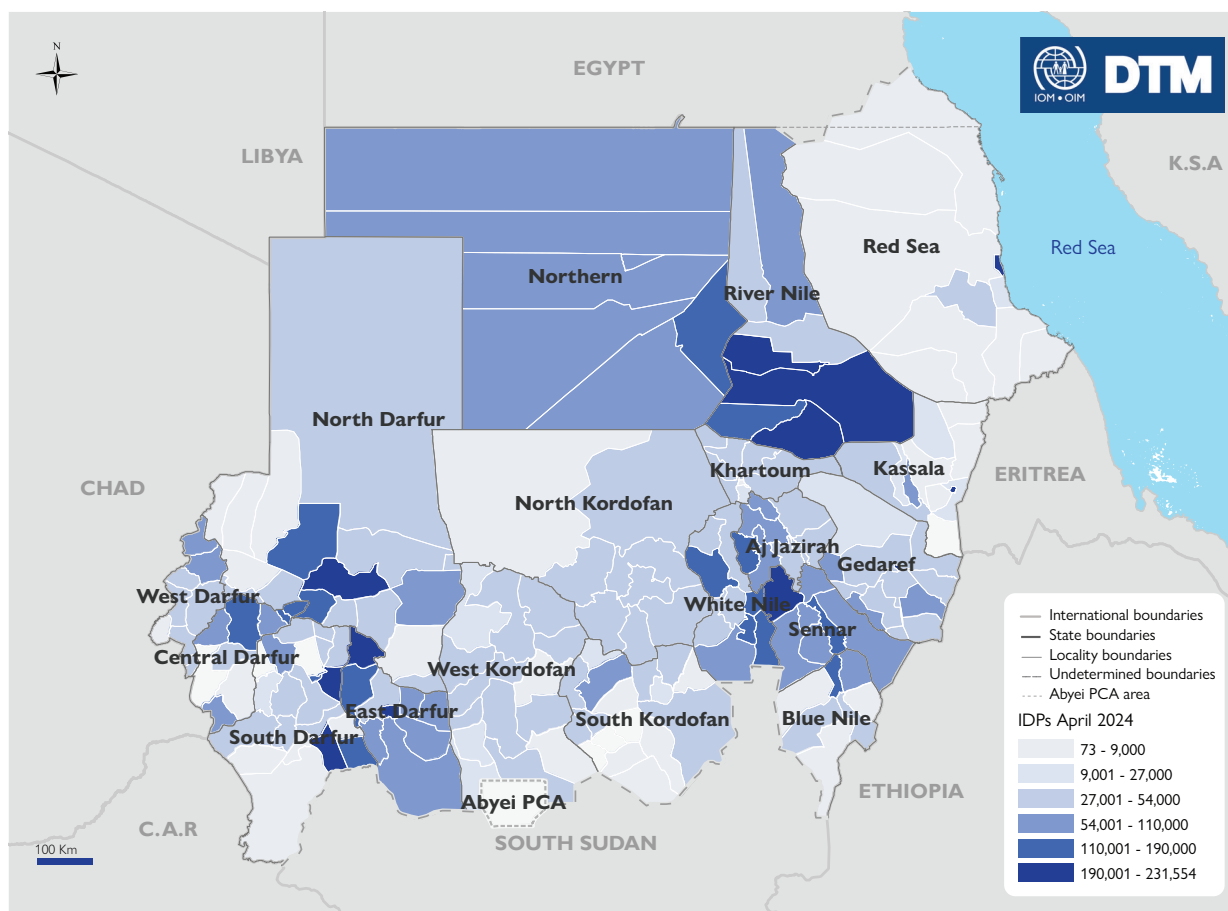 N
EGYPT
IOM • OIM
DTM
LIBYA
K.S.A
Red Sea
Red Sea
Northern
River Nile
North Darfur
CHAD
Khartoum
Kassala
ERITREA
North Kordofan
Aj Jazirah
Gedaref
West Darfur
White Nile
Sennar
Central Darfur
West Kordofan
East Darfur
South Kordofan
Blue Nile
South Darfur
Abyei PCA
ETHIOPIA
C.A.R
SOUTH SUDAN
100 Km
International boundaries
State boundaries
Locality boundaries
Undetermined boundaries
Abyei PCA area
IDPs April 2024
73 - 9,000
9,001 - 27,000
27,001 - 54,000
54,001 - 110,000
110,001 - 190,000
190,001 - 231,554